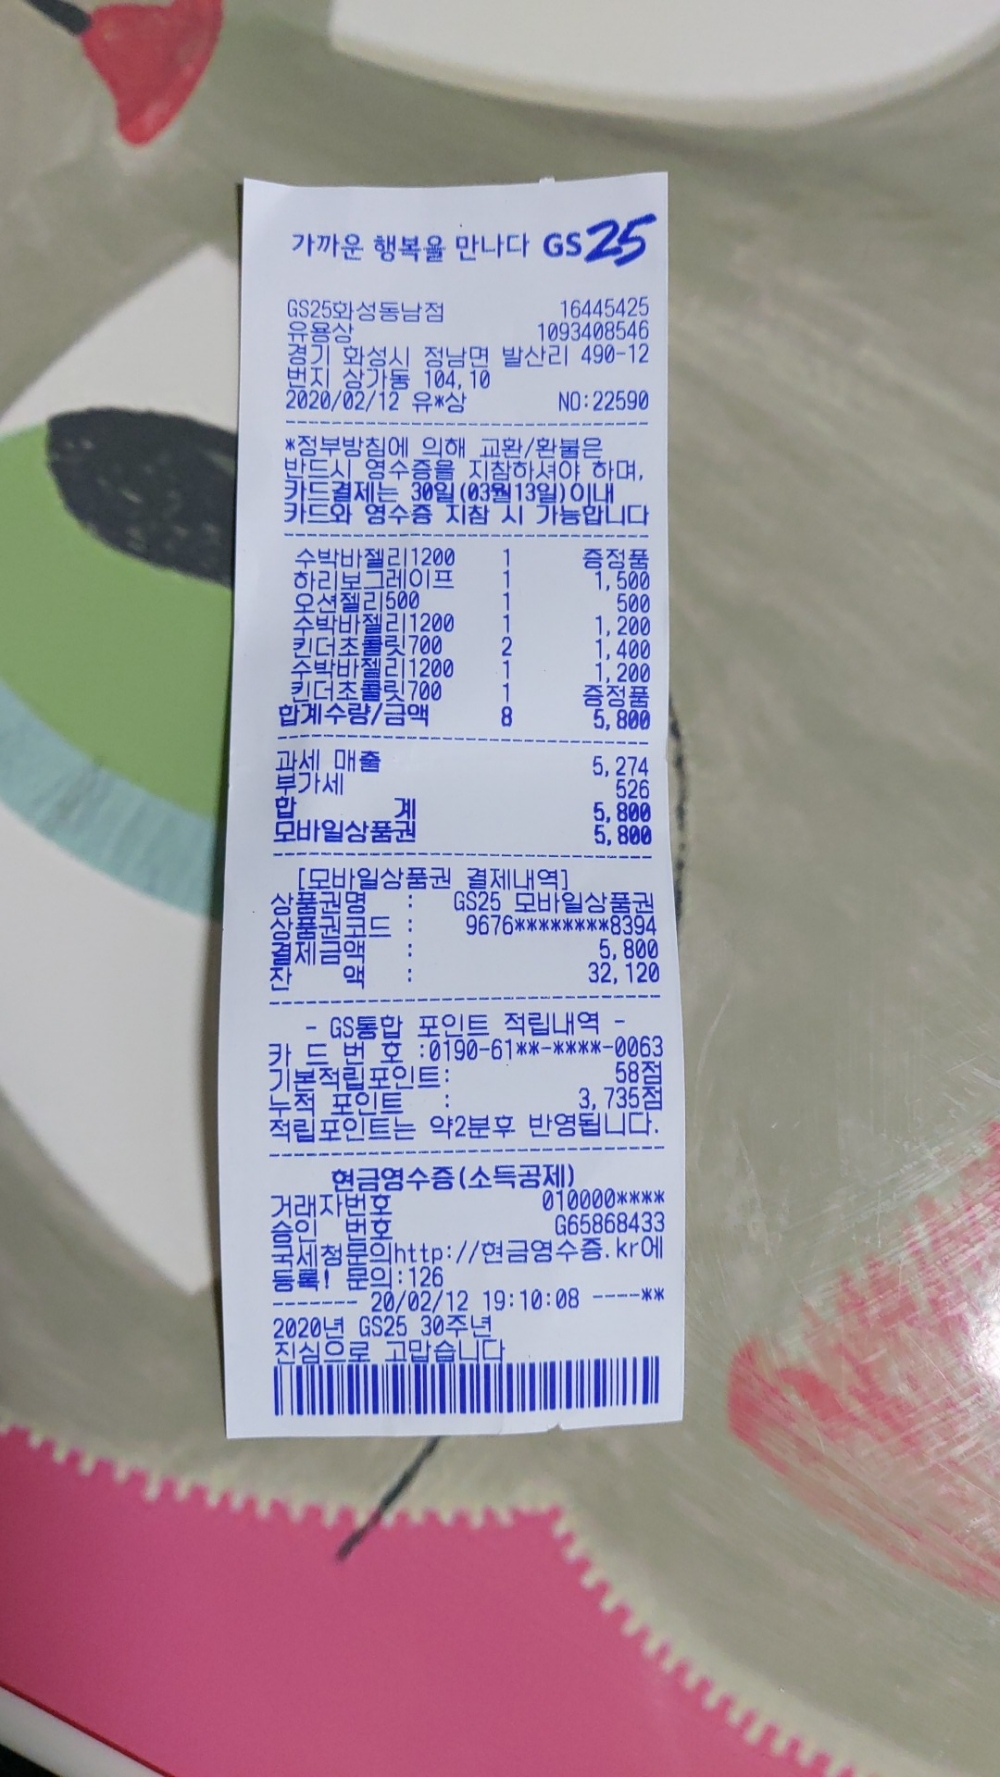 가까운 행복을 만나다 GS25
GS25화성동남점 16445425
유용상 1093408546
경기 화성시 정남면 발산리 490-12
번지 상가동 104,10
2020/02/12 유*상 NO:22590
*정부방침에 의해 교환/환불은
반드시 영수증을 지참하셔야 하며,
카드결제는 30일(03월13일)이내
카드와 영수증 지참 시 가능합니다
수박바젤리1200 1 증정품
하리보그레이프 1 1,500
오션젤리500 1 500
수박바젤리1200 1 1,200
킨더초콜릿700 2 1,400
수박바젤리1200 1 1,200
킨더초콜릿700 1 증정품
합계수량/금액 8 5,800
과세 매출 5,274
부가세 526
합 계 5,800
모바일상품권 5,800
[모바일상품권 결제내역]
상품권명 : GS25 모바일상품권
상품권코드 : 9676********8394
결제금액 : 5,800
잔 액 : 32,120
- GS통합 포인트 적립내역 -
카 드 번 호 :0190-61**-****-0063
기본적립포인트: 58점
누적 포인트 : 3,735점
적립포인트는 약2분후 반영됩니다.
현금영수증(소득공제)
거래자번호 010000****
승인 번호 G65868433
국세청문의http://현금영수증.kr에
등록! 문의:126
------- 20/02/12 19:10:08 ----**
2020년 GS25 30주년
진심으로 고맙습니다